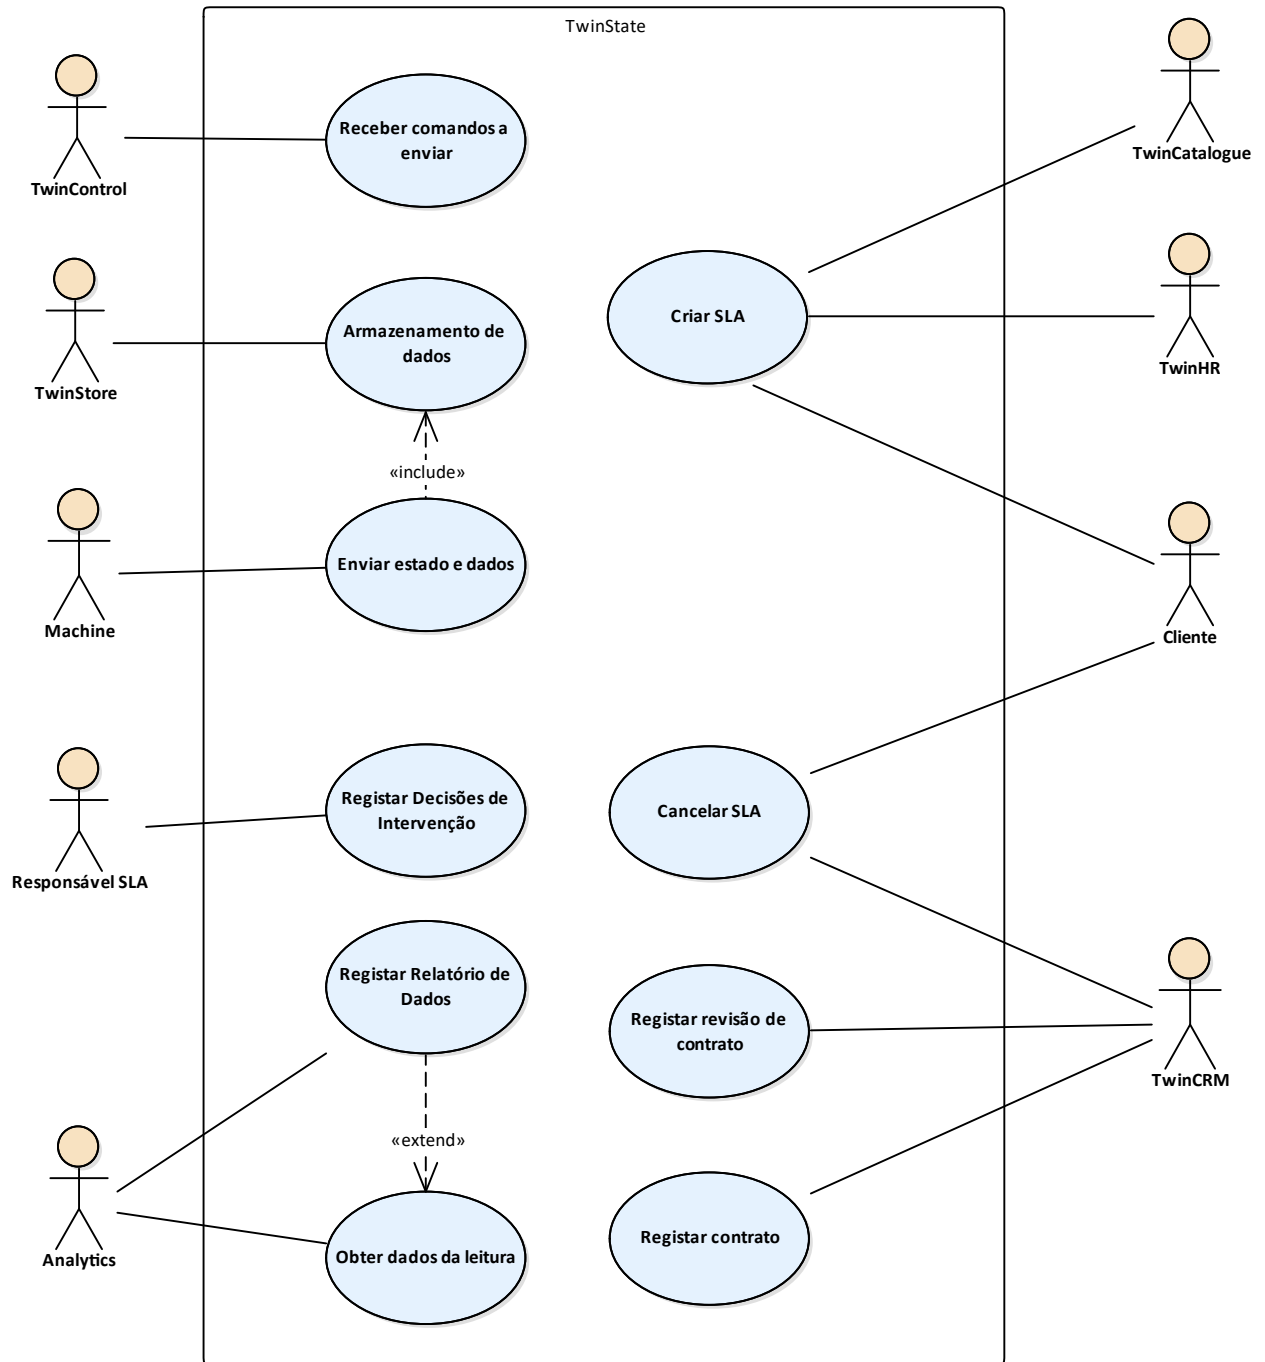 TwinState
TwinControl
Receber comandos a
enviar
TwinCatalogue
TwinStore
Armazenamento de
dados
Criar SLA
TwinHR
«include»
Machine
Enviar estado e dados
Cliente
Responsável SLA
Registar Decisões de
Intervenção
Cancelar SLA
Registar Relatório de
Dados
Registar revisão de
contrato
TwinCRM
«extend»
Analytics
Obter dados da leitura
Registar contrato